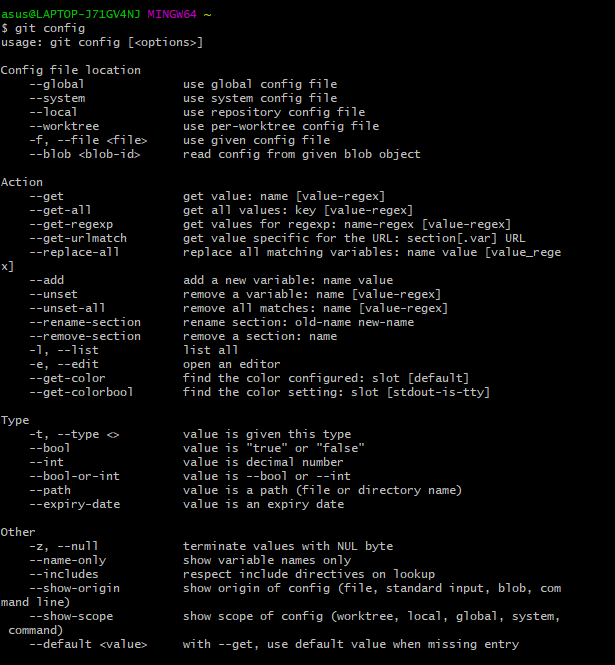 asus@LAPTOP-J71GV4NJ MINGW64 ~
$ git config
usage: git config [<options>]
Config file location
--global use global config file
--system use system config file
--local use repository config file
--worktree use per-worktree config file
-f, --file <file> use given config file
--blob <blob-id> read config from given blob object
Action
--get get value: name [value-regex]
--get-all get all values: key [value-regex]
--get-regexp get values for regexp: name-regex [value-regex]
--get-urlmatch get value specific for the URL: section[.var] URL
--replace-all replace all matching variables: name value [value_rege
x]
--add add a new variable: name value
--unset remove a variable: name [value-regex]
--unset-all remove all matches: name [value-regex]
--rename-section rename section: old-name new-name
--remove-section remove a section: name
-l, --list list all
-e, --edit open an editor
--get-color find the color configured: slot [default]
--get-colorbool find the color setting: slot [stdout-is-tty]
Type
-t, --type <> value is given this type
--bool value is "true" or "false"
--int value is decimal number
--bool-or-int value is --bool or --int
--path value is a path (file or directory name)
--expiry-date value is an expiry date
Other
-z, --null terminate values with NUL byte
--name-only show variable names only
--includes respect include directives on lookup
--show-origin show origin of config (file, standard input, blob, com
mand line)
--show-scope show scope of config (worktree, local, global, system,
command)
--default <value> with --get, use default value when missing entry